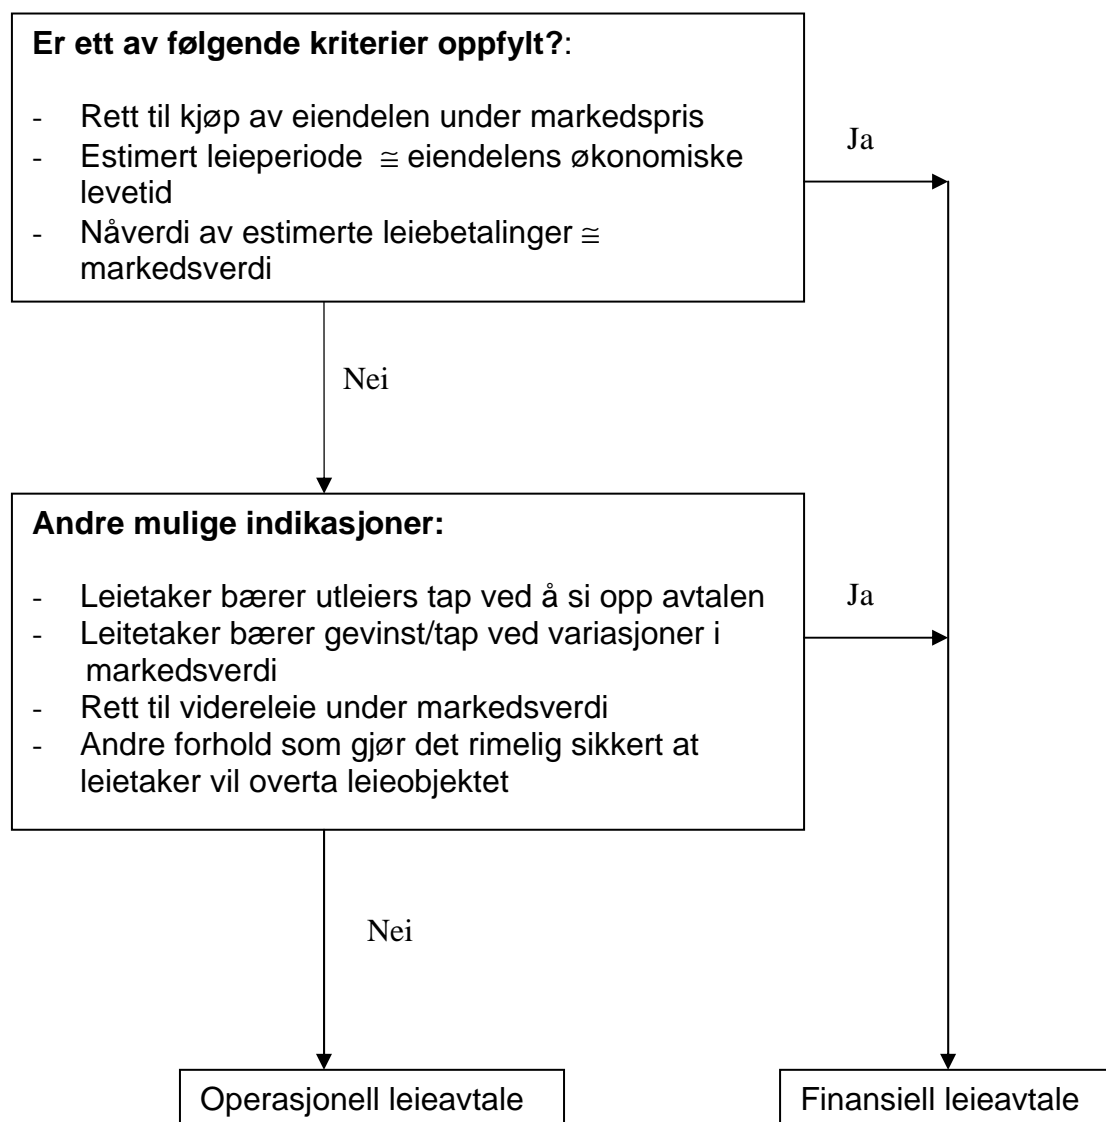 Er ett av følgende kriterier oppfylt?:
- Rett til kjøp av eiendelen under markedspris
- Estimert leieperiode ≅ eiendelens økonomiske
levetid
- Nåverdi av estimerte leiebetalinger ≅
markedsverdi
Ja
Nei
Andre mulige indikasjoner:
- Leietaker bærer utleiers tap ved å si opp avtalen
- Leitetaker bærer gevinst/tap ved variasjoner i
markedsverdi
- Rett til videreleie under markedsverdi
- Andre forhold som gjør det rimelig sikkert at
leietaker vil overta leieobjektet
Ja
Nei
Operasjonell leieavtale
Finansiell leieavtale